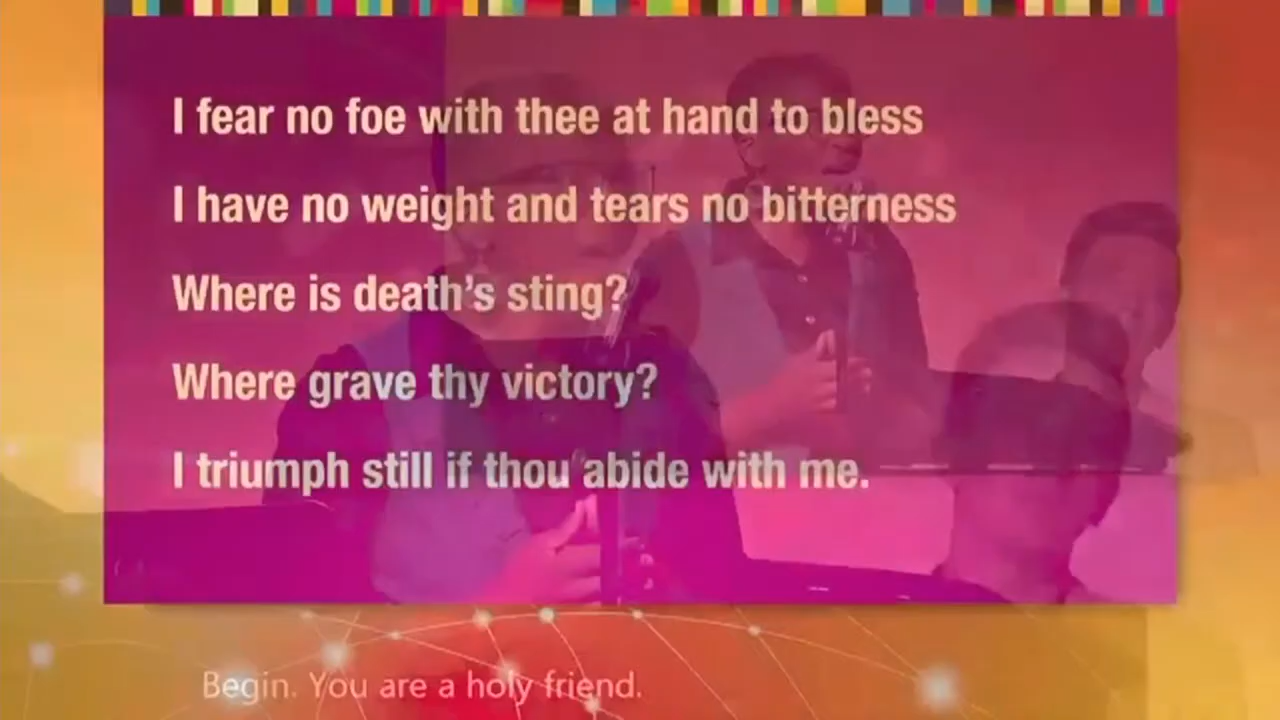 I fear no foe with thee at hand to bless
I have no weight and tears no bitterness
Where is death's sting?
Where grave thy victory?
I triumph still if thou abide with me.
Begin. You are a holy friend.